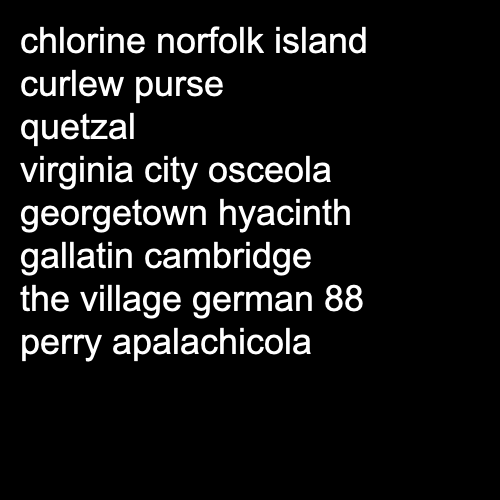 chlorine norfolk island
curlew purse
quetzal
virginia city osceola
georgetown hyacinth
gallatin cambridge
the village german 88
perry apalachicola